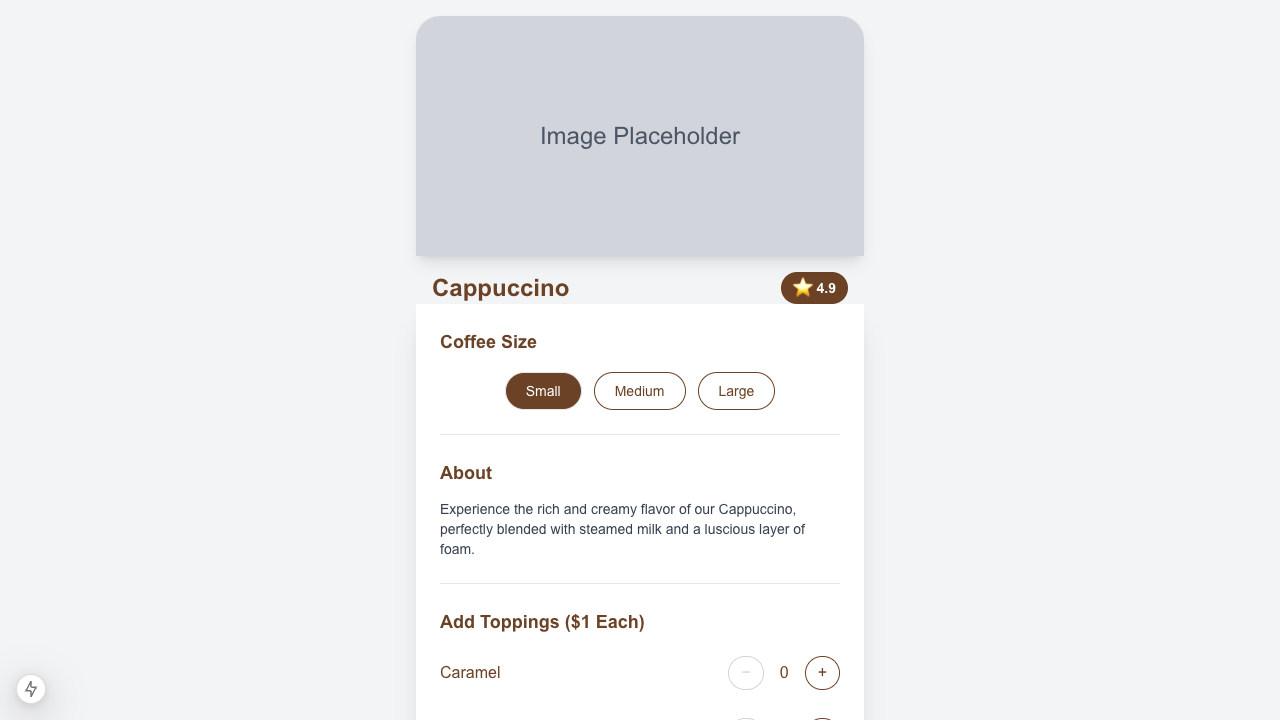 Image Placeholder
Cappuccino
⭐ 4.9
Coffee Size
Small
Medium
Large
About
Experience the rich and creamy flavor of our Cappuccino,
perfectly blended with steamed milk and a luscious layer of
foam.
Add Toppings ($1 Each)
Caramel
− 0 +